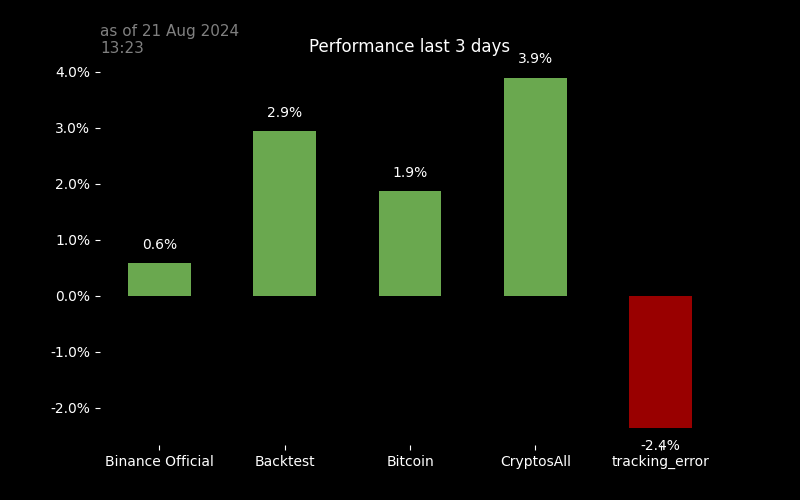 as of 21 Aug 2024
13:23
Performance last 3 days
4.0%
3.0%
2.0%
1.0%
0.0%
-1.0%
-2.0%
0.6%
2.9%
1.9%
3.9%
-2.4%
Binance Official
Backtest
Bitcoin
CryptosAll
tracking_error